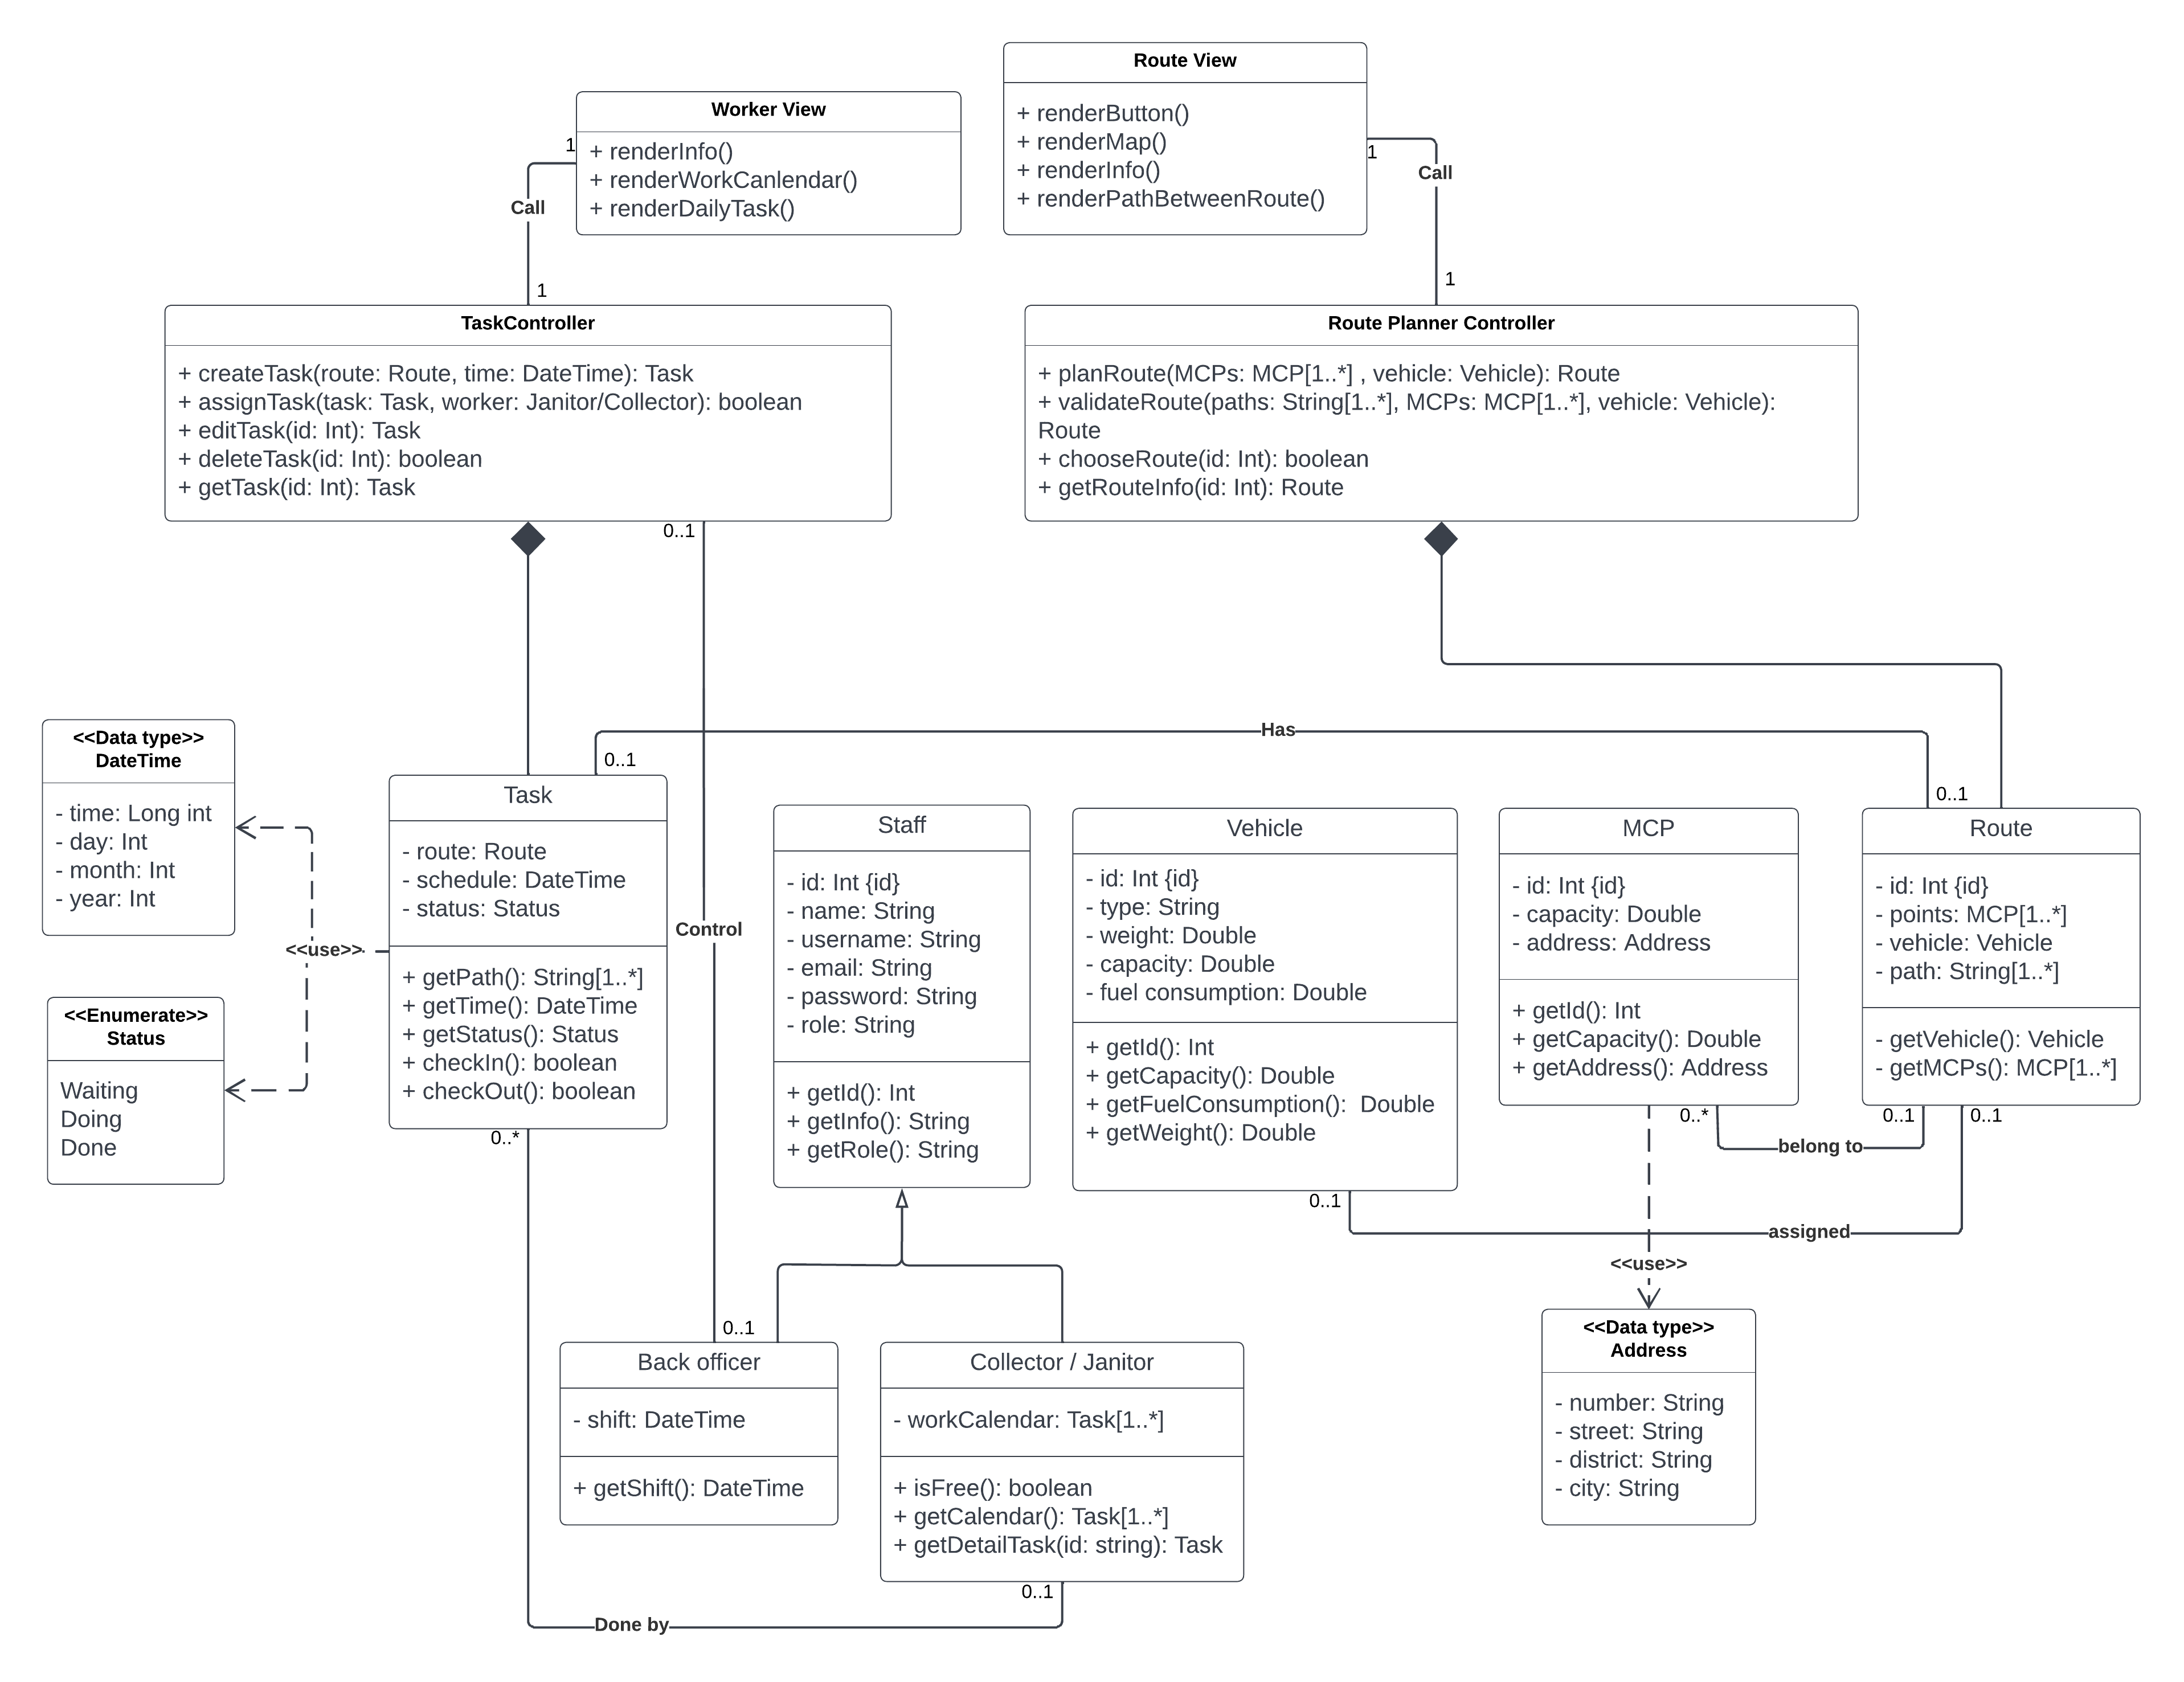 Route View
+ renderButton()
+ renderMap()
+ renderInfo()
+ renderPathBetweenRoute()
1
Call
1
Worker View
+ renderInfo()
+ renderWorkCanlendar()
+ renderDailyTask()
1
Call
1
TaskController
+ createTask(route: Route, time: DateTime): Task
+ assignTask(task: Task, worker: Janitor/Collector): boolean
+ editTask(id: Int): Task
+ deleteTask(id: Int): boolean
+ getTask(id: Int): Task
0..1
Route Planner Controller
+ planRoute(MCPs: MCP[1..*] , vehicle: Vehicle): Route
+ validateRoute(paths: String[1..*], MCPs: MCP[1..*], vehicle: Vehicle):
Route
+ chooseRoute(id: Int): boolean
+ getRouteInfo(id: Int): Route
Has
0..1
0..1
<<Data type>>
DateTime
- time: Long int
- day: Int
- month: Int
- year: Int
<<use>>
<<Enumerate>>
Status
Waiting
Doing
Done
Task
- route: Route
- schedule: DateTime
- status: Status
+ getPath(): String[1..*]
+ getTime(): DateTime
+ getStatus(): Status
+ checkIn(): boolean
+ checkOut(): boolean
0..*
Control
Staff
- id: Int {id}
- name: String
- username: String
- email: String
- password: String
- role: String
+ getId(): Int
+ getInfo(): String
+ getRole(): String
Vehicle
- id: Int {id}
- type: String
- weight: Double
- capacity: Double
- fuel consumption: Double
+ getId(): Int
+ getCapacity(): Double
+ getFuelConsumption():  Double
+ getWeight(): Double
0..1
MCP
- id: Int {id}
- capacity: Double
- address: Address
+ getId(): Int
+ getCapacity(): Double
+ getAddress(): Address
0..*
Route
- id: Int {id}
- points: MCP[1..*]
- vehicle: Vehicle
- path: String[1..*]
- getVehicle(): Vehicle
- getMCPs(): MCP[1..*]
0..1
0..1
belong to
assigned
<<use>>
<<Data type>>
Address
- number: String
- street: String
- district: String
- city: String
0..1
Back officer
- shift: DateTime
+ getShift(): DateTime
Collector / Janitor
- workCalendar: Task[1..*]
+ isFree(): boolean
+ getCalendar(): Task[1..*]
+ getDetailTask(id: string): Task
0..1
Done by